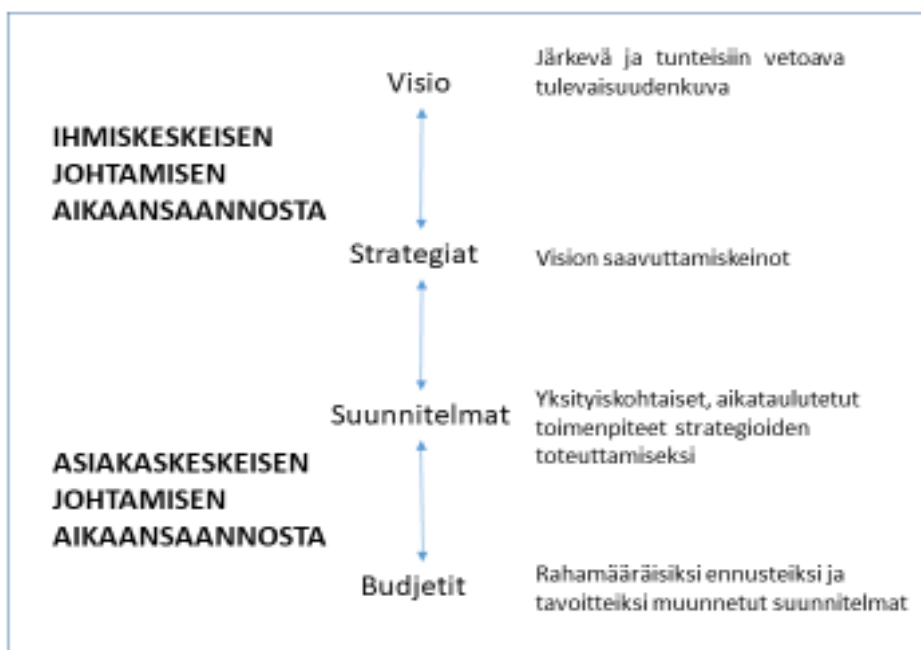 Visio
Järkevä ja tunteisiin vetoava
tulevaisuudenkuva
IHMISKESKEISEN
JOHTAMISEN
AIKAANSAANNOSTA
Strategiat
Vision saavuttamiskeinot
Suunnitelmat
Yksityiskohtaiset, aikataulutetut
toimenpiteet strategioiden
toteuttamiseksi
ASIAKASKESKEISEN
JOHTAMISEN
AIKAANSAANNOSTA
Budjetit
Rahamääräisiksi ennusteiksi ja
tavoitteiksi muunnetut suunnitelmat